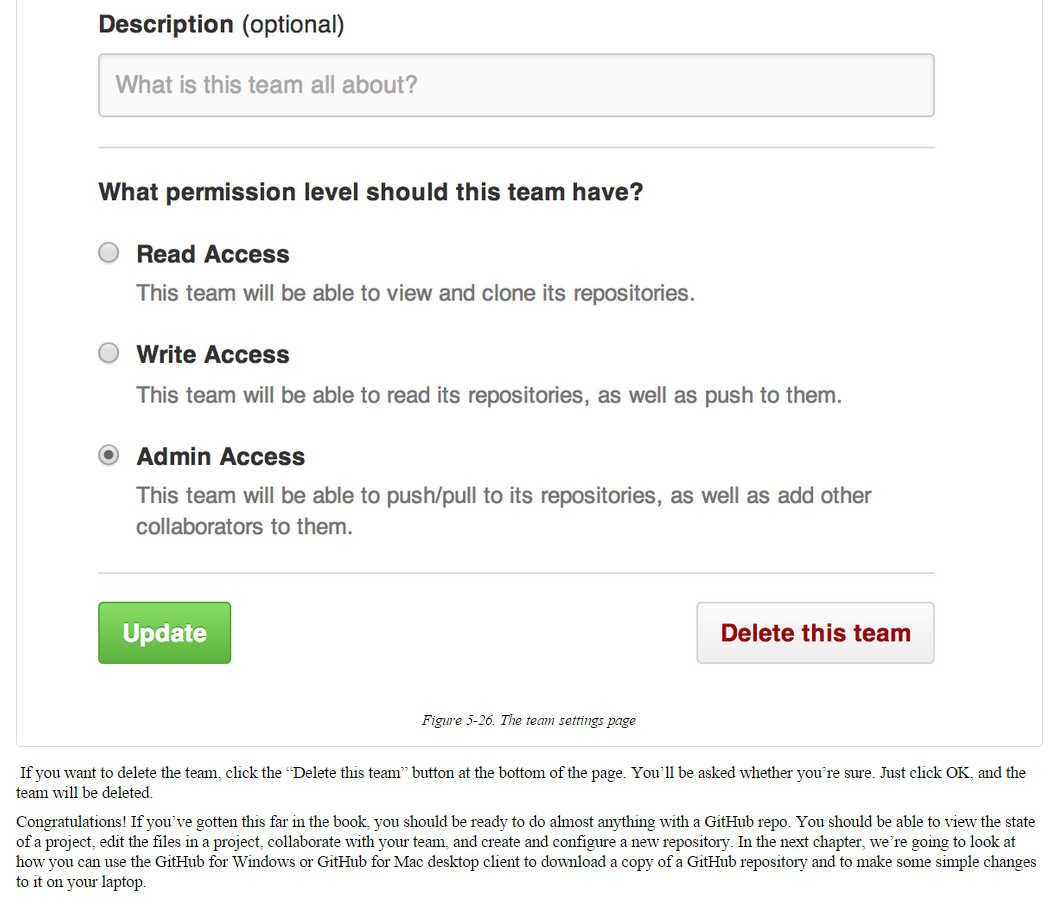 Description (optional)
What is this team all about?
What permission level should this team have?
Read Access
This team will be able to view and clone its repositories.
Write Access
This team will be able to read its repositories, as well as push to them.
Admin Access
This team will be able to push/pull to its repositories, as well as add other
collaborators to them.
Update
Delete this team
Figure 5-26. The team settings page
If you want to delete the team, click the “Delete this team” button at the bottom of the page. You’ll be asked whether you’re sure. Just click OK, and the
team will be deleted.
Congratulations! If you’ve gotten this far in the book, you should be ready to do almost anything with a GitHub repo. You should be able to view the state
of a project, edit the files in a project, collaborate with your team, and create and configure a new repository. In the next chapter, we’re going to look at
how you can use the GitHub for Windows or GitHub for Mac desktop client to download a copy of a GitHub repository and to make some simple changes
to it on your laptop.